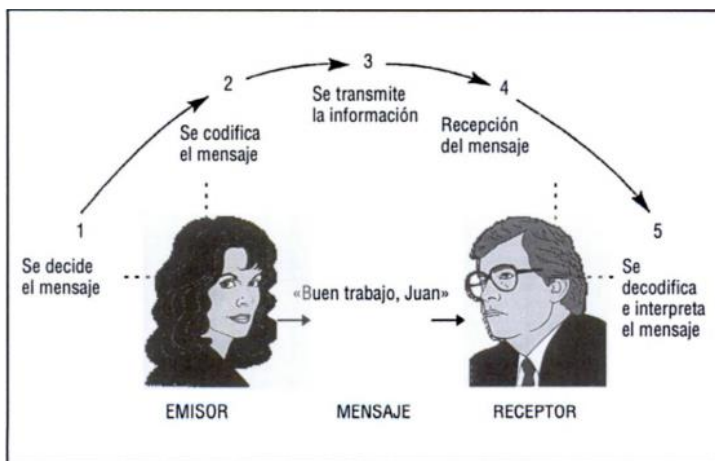 1
Se decide
el mensaje
2
Se codifica
el mensaje
3
Se transmite
la información
4
Recepción
del mensaje
5
Se
decodifica
e interpreta
el mensaje
«Buen trabajo, Juan»
EMISOR
MENSAJE
RECEPTOR